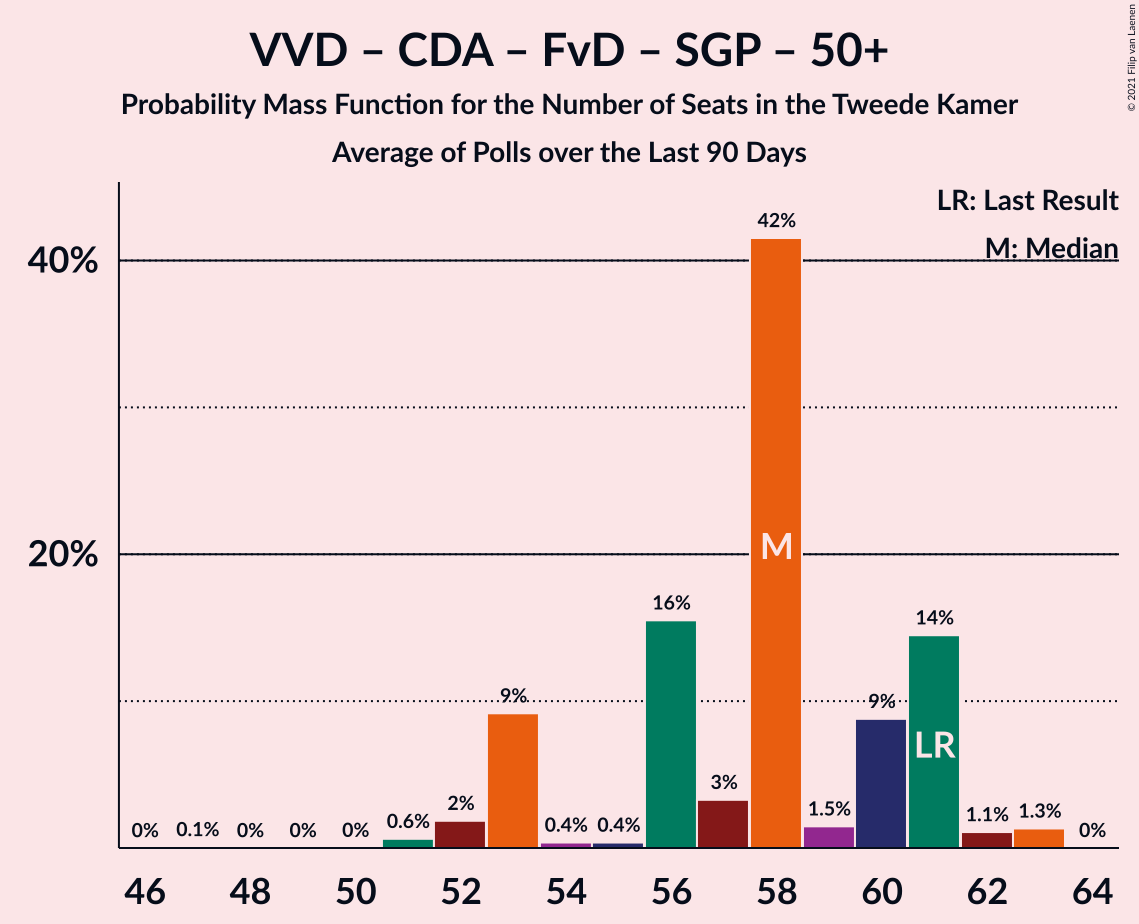 VVD – CDA – FvD – SGP – 50+
Probability Mass Function for the Number of Seats in the Tweede Kamer
Average of Polls over the Last 90 Days
© 2021 Filip van Laenen
LR: Last Result
M: Median
40%
20%
0%
0.1%
0%
0%
0%
0.6%
2%
9%
0.4%
0.4%
16%
3%
42%
1.5%
9%
14%
1.1%
1.3%
0%
M
LR
46 48 50 52 54 56 58 60 62 64